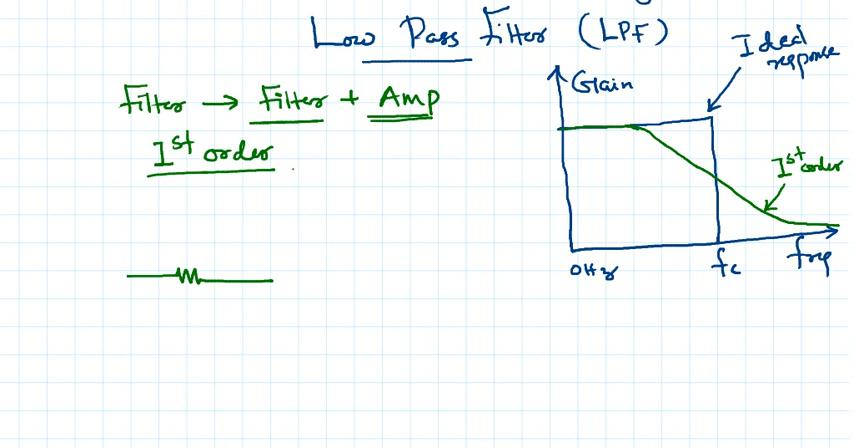 Low Pass Filter (LPF)
Filter → Filter + Amp
1st order
Gain
Ideal
response
1st order
0Hz
fc
freq